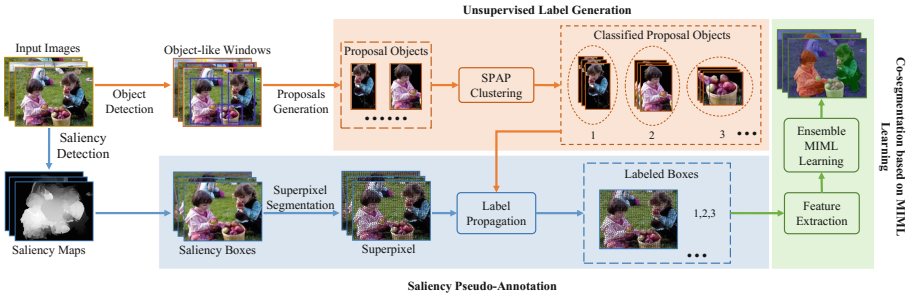 Unsupervised Label Generation
Input Images
Object-like Windows
Proposal Objects
Classified Proposal Objects
Object
Detection
Proposals
Generation
SPAP
Clustering
......
1
2
3 •••
Saliency
Detection
Ensemble
MIML
Learning
Co-segmentation based on MIML
Learning
Labeled Boxes
Superpixel
Segmentation
Label
Propagation
1,2,3
•••
Feature
Extraction
Saliency Maps
Saliency Boxes
Superpixel
Saliency Pseudo-Annotation